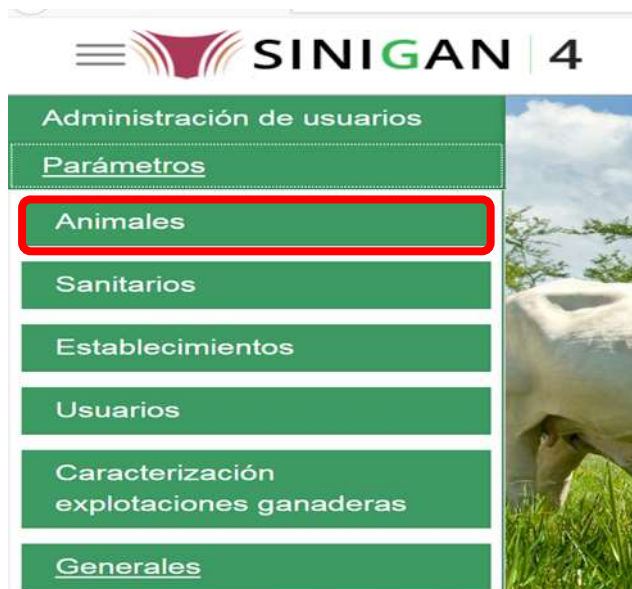 SINIGAN | 4
Administración de usuarios
Parámetros
Animales
Sanitarios
Establecimientos
Usuarios
Caracterización
explotaciones ganaderas
Generales